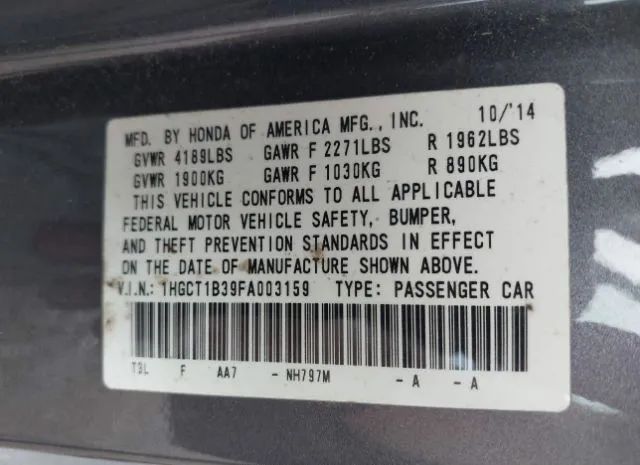 MFD. BY HONDA OF AMERICA MFG., INC. 10/'14
GVWR 4189LBS GAWR F 2271LBS R 1962LBS
GVWR 1900KG GAWR F 1030KG R 890KG
THIS VEHICLE CONFORMS TO ALL APPLICABLE
FEDERAL MOTOR VEHICLE SAFETY, BUMPER,
AND THEFT PREVENTION STANDARDS IN EFFECT
ON THE DATE OF MANUFACTURE SHOWN ABOVE.
V.I.N.: 1HGCT1B39FA003159 TYPE: PASSENGER CAR
T3L F AA7 - NH797M - A - A